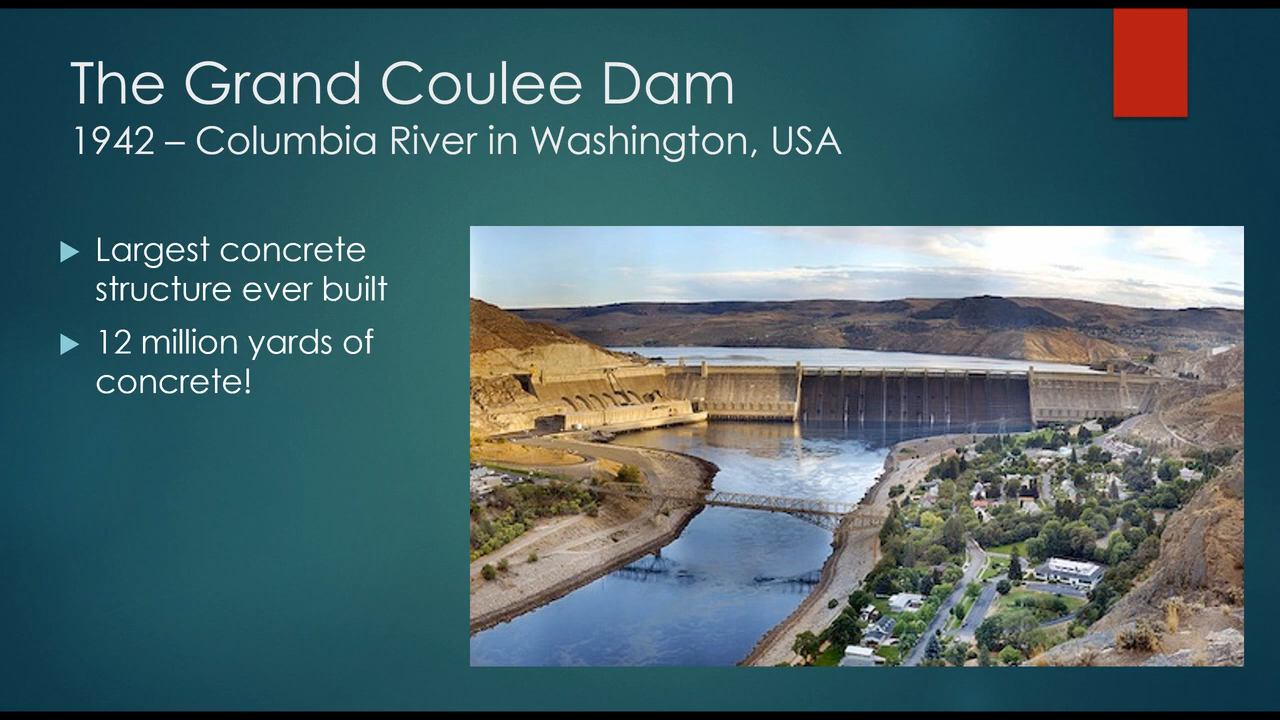 The Grand Coulee Dam
1942 – Columbia River in Washington, USA
Largest concrete
structure ever built
12 million yards of
concrete!